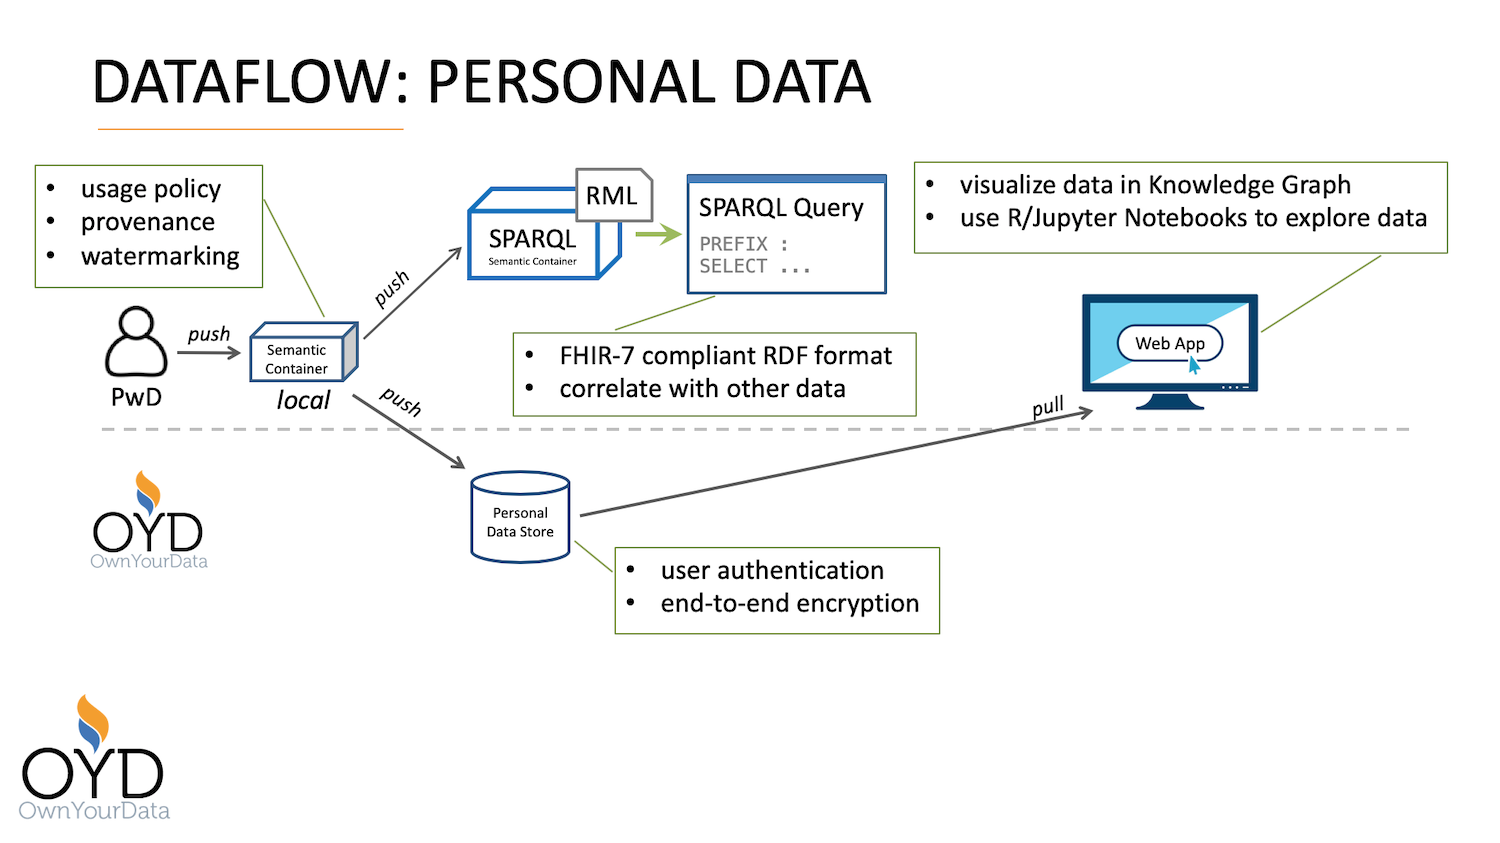 DATAFLOW: PERSONAL DATA
• usage policy
• provenance
• watermarking
RML
SPARQL
Semantic Container
SPARQL Query
PREFIX :
SELECT ...
• visualize data in Knowledge Graph
• use R/Jupyter Notebooks to explore data
push
push
PwD
Semantic
Container
local
push
• FHIR-7 compliant RDF format
• correlate with other data
Web App
pull
OYD
OwnYourData
Personal
Data Store
• user authentication
• end-to-end encryption
OYD
OwnYourData